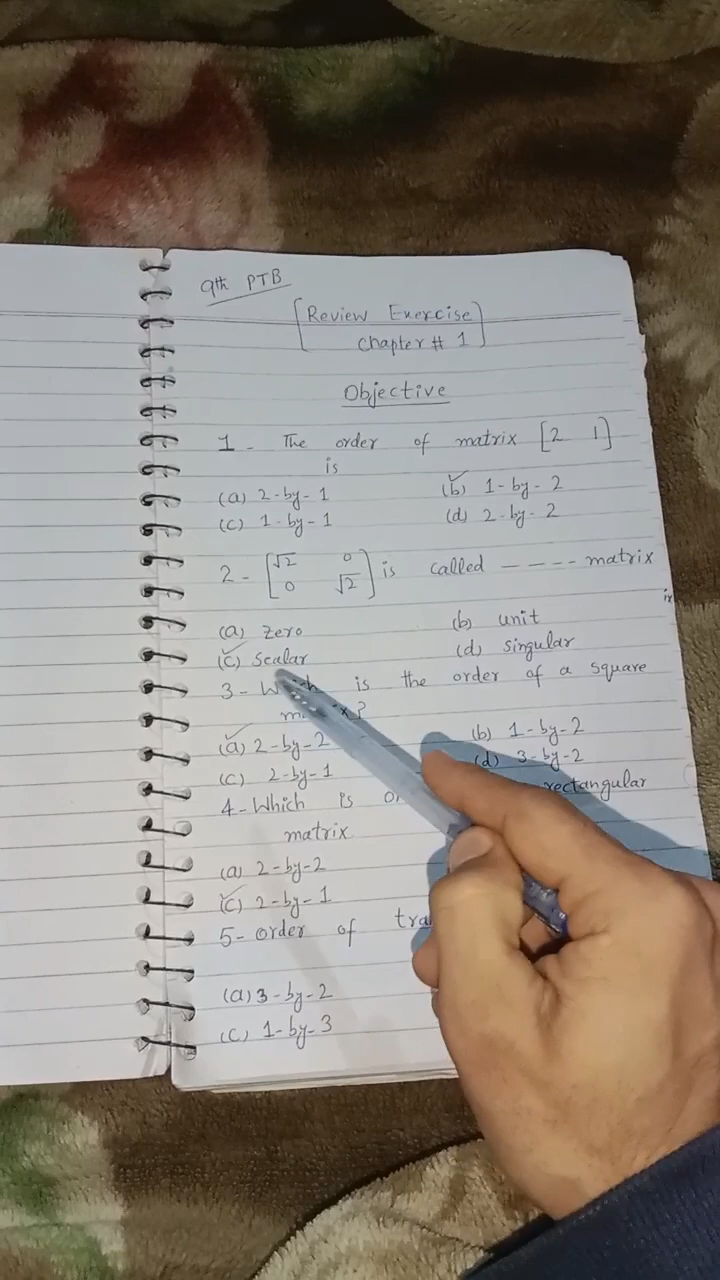 9th PTB
Review Exercise
Chapter # 1
Objective
1 - The order of matrix [2 1]
is
(a) 2-by-1 (b) 1-by-2
(c) 1-by-1 (d) 2-by-2
2 - [√2 0 is called ---- matrix
0 √2]
(a) zero (b) unit
(c) scalar (d) singular
3 - is the order of a square
(a) 2-by-2 (b) 1-by-2
(c) 2-by-1 (d) 3-by-2
4 - Which is rectangular
matrix
(a) 2-by-2
(c) 2-by-1
5 - order of
(a) 3-by-2
(c) 1-by-3